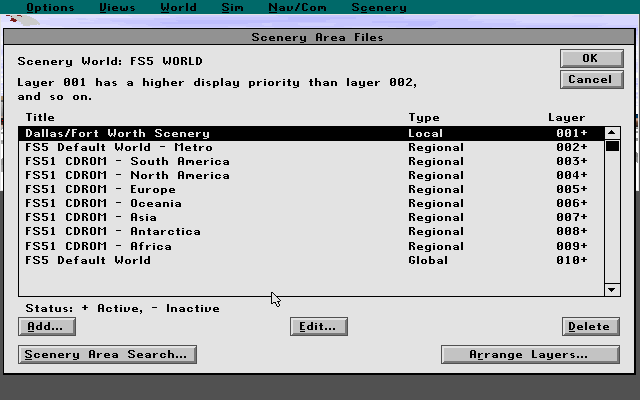 Options Views World Sim Nav/Com Scenery
Scenery Area Files
Scenery World: FS5 WORLD
OK
Layer 001 has a higher display priority than layer 002,
and so on.
Cancel
Title Type Layer
Dallas/Fort Worth Scenery Local 001+
FS5 Default World - Metro Regional 002+
FS51 CDROM - South America Regional 003+
FS51 CDROM - North America Regional 004+
FS51 CDROM - Europe Regional 005+
FS51 CDROM - Oceania Regional 006+
FS51 CDROM - Asia Regional 007+
FS51 CDROM - Antarctica Regional 008+
FS51 CDROM - Africa Regional 009+
FS5 Default World Global 010+
Status: + Active, - Inactive
Add... Edit... Delete
Scenery Area Search... Arrange Layers...